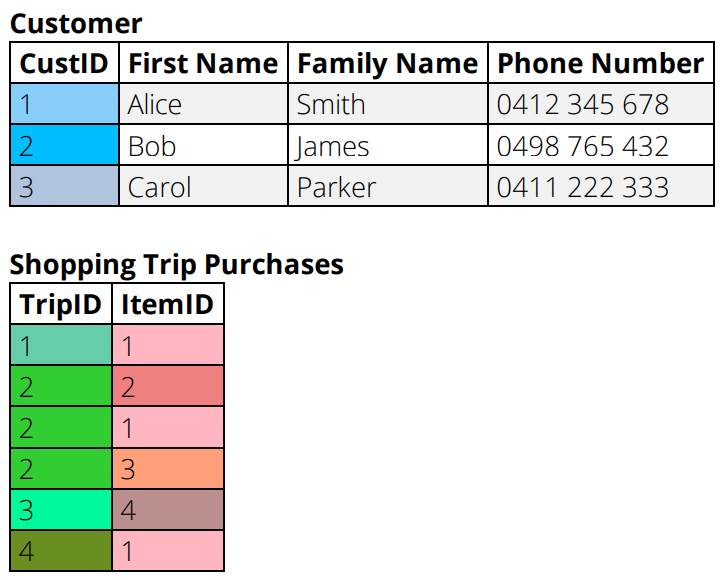 Customer
CustID First Name Family Name Phone Number
1 Alice Smith 0412 345 678
2 Bob James 0498 765 432
3 Carol Parker 0411 222 333
Shopping Trip Purchases
TripID ItemID
1 1
2 2
2 1
2 3
3 4
4 1